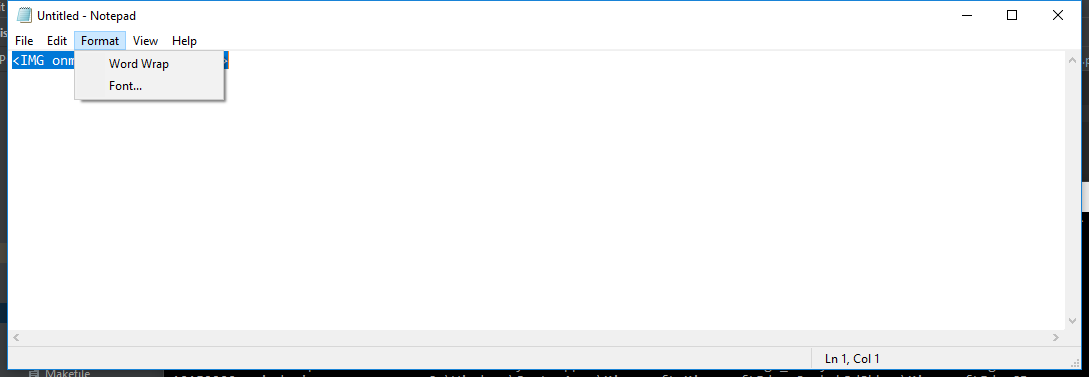 Untitled - Notepad
File Edit Format View Help
<IMG onm >
Word Wrap
Font...
Ln 1, Col 1
Makefile